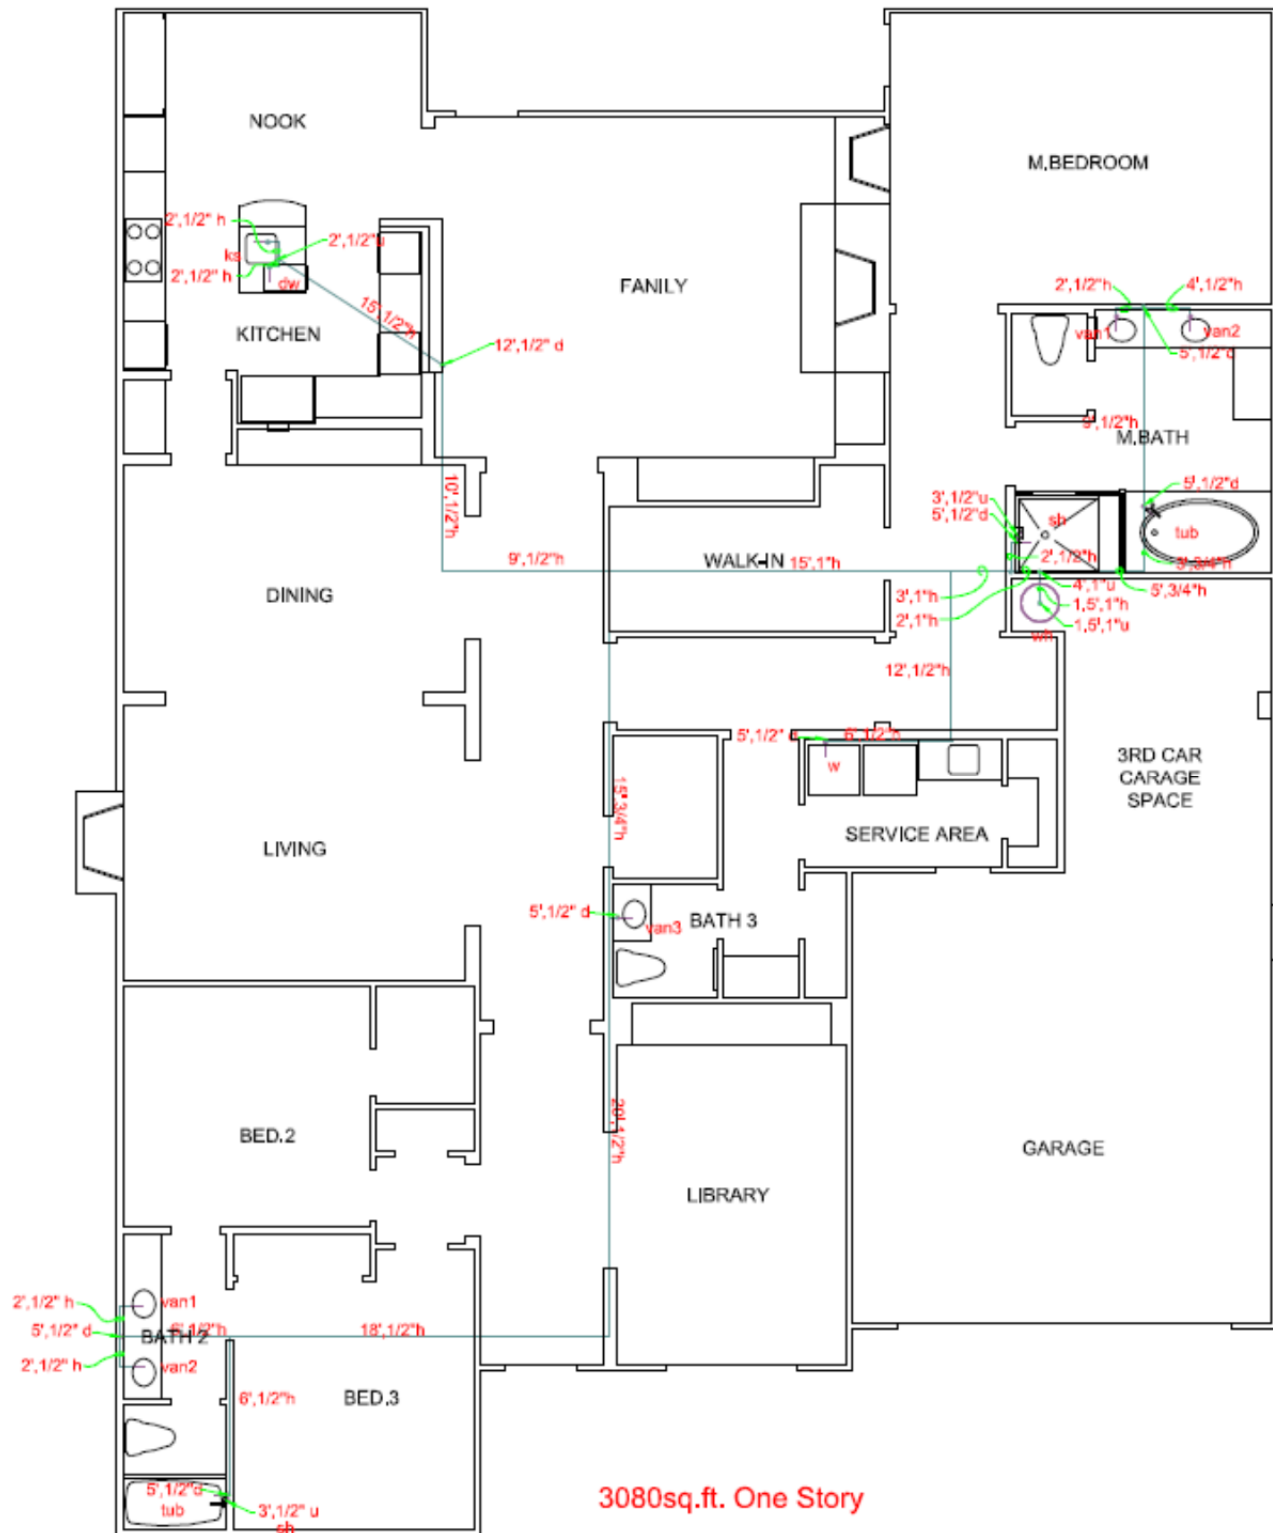 NOOK
M.BEDROOM
2',1/2" h
2',1/2"u
ks
2',1/2" h
dw
FANILY
15',1/2"h
KITCHEN
12',1/2" d
2',1/2"h
4',1/2"h
van1
van2
5',1/2"d
9',1/2"h
M.BATH
10',1/2"h
3',1/2"u
5',1/2"d
5',1/2"d
sh
tub
2',1/2"h
3',3/4"h
9',1/2"h
WALK-IN
15',1"h
DINING
3',1"h
4',1"u
5',3/4"h
2',1"h
1,5',1"h
1,5',1"u
wh
12',1/2"h
5',1/2" d
6',1/2"h
w
3RD CAR
CARAGE
SPACE
15',3/4"h
SERVICE AREA
LIVING
5',1/2" d
van3
BATH 3
20',1/2"h
BED.2
GARAGE
LIBRARY
2',1/2" h
van1
5',1/2" d
BATH 2
6',1/2"h
18',1/2"h
2',1/2" h
van2
6',1/2"h
BED.3
5',1/2"d
tub
3',1/2" u
sh
3080sq.ft. One Story